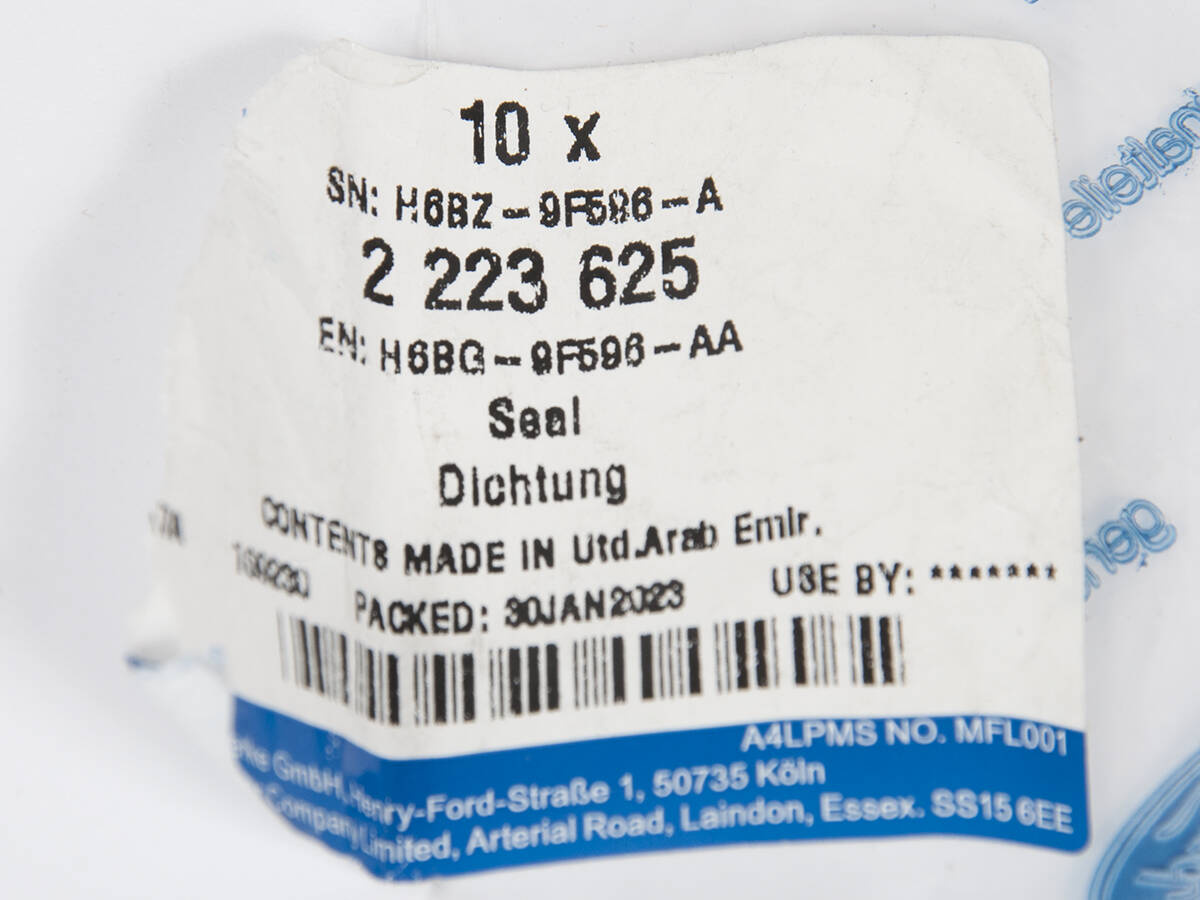 10 x
SN: H6BZ-9F596-A
2 223 625
EN: H6BG-9F596-AA
Seal
Dichtung
CONTENTS MADE IN Utd.Arab Emir.
PACKED: 30JAN2023 USE BY: *******
A4LPMS NO. MFL001
GmbH, Henry-Ford-Straße 1, 50735 Köln
Company Limited, Arterial Road, Laindon, Essex. SS15 6EE